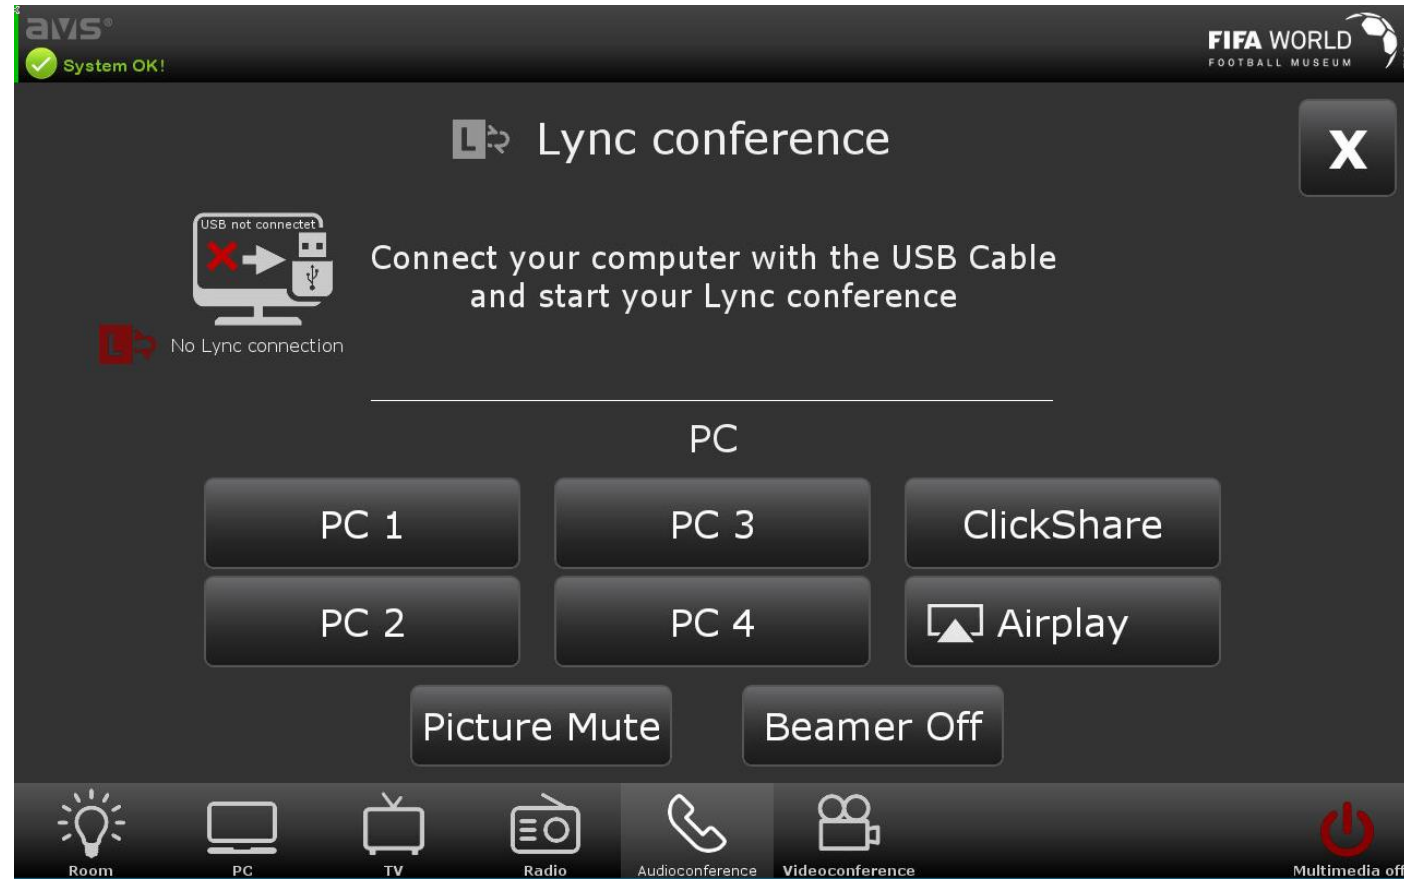 avs®
System OK!
FIFA WORLD
FOOTBALL MUSEUM
L Lync conference
X
USB not connectet
Connect your computer with the USB Cable
and start your Lync conference
L No Lync connection
PC
PC 1
PC 3
ClickShare
PC 2
PC 4
Airplay
Picture Mute
Beamer Off
Room
PC
TV
Radio
Audioconference
Videoconference
Multimedia off